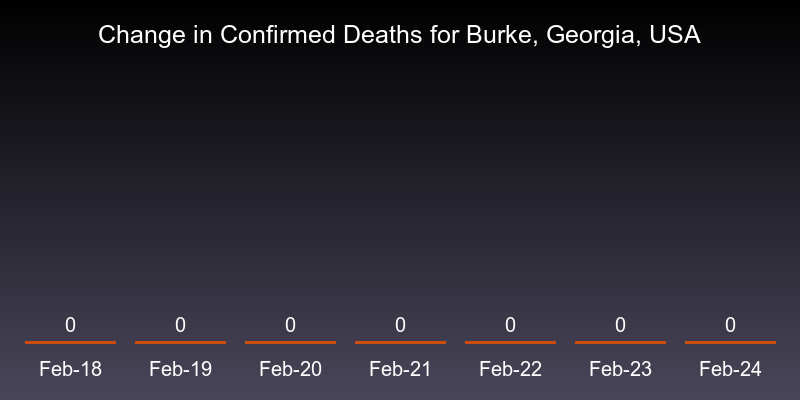 Change in Confirmed Deaths for Burke, Georgia, USA
0 0 0 0 0 0 0
Feb-18 Feb-19 Feb-20 Feb-21 Feb-22 Feb-23 Feb-24